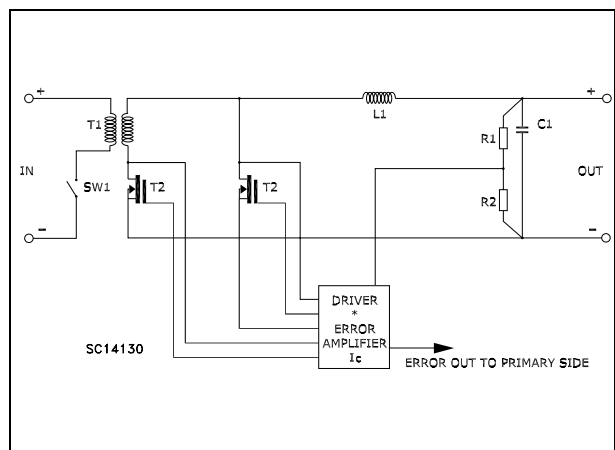 +
+
T1
L1
R1
C1
IN
SW1
T2
T2
R2
OUT
-
-
DRIVER
*
ERROR
AMPLIFIER
Ic
SC14130
ERROR OUT TO PRIMARY SIDE